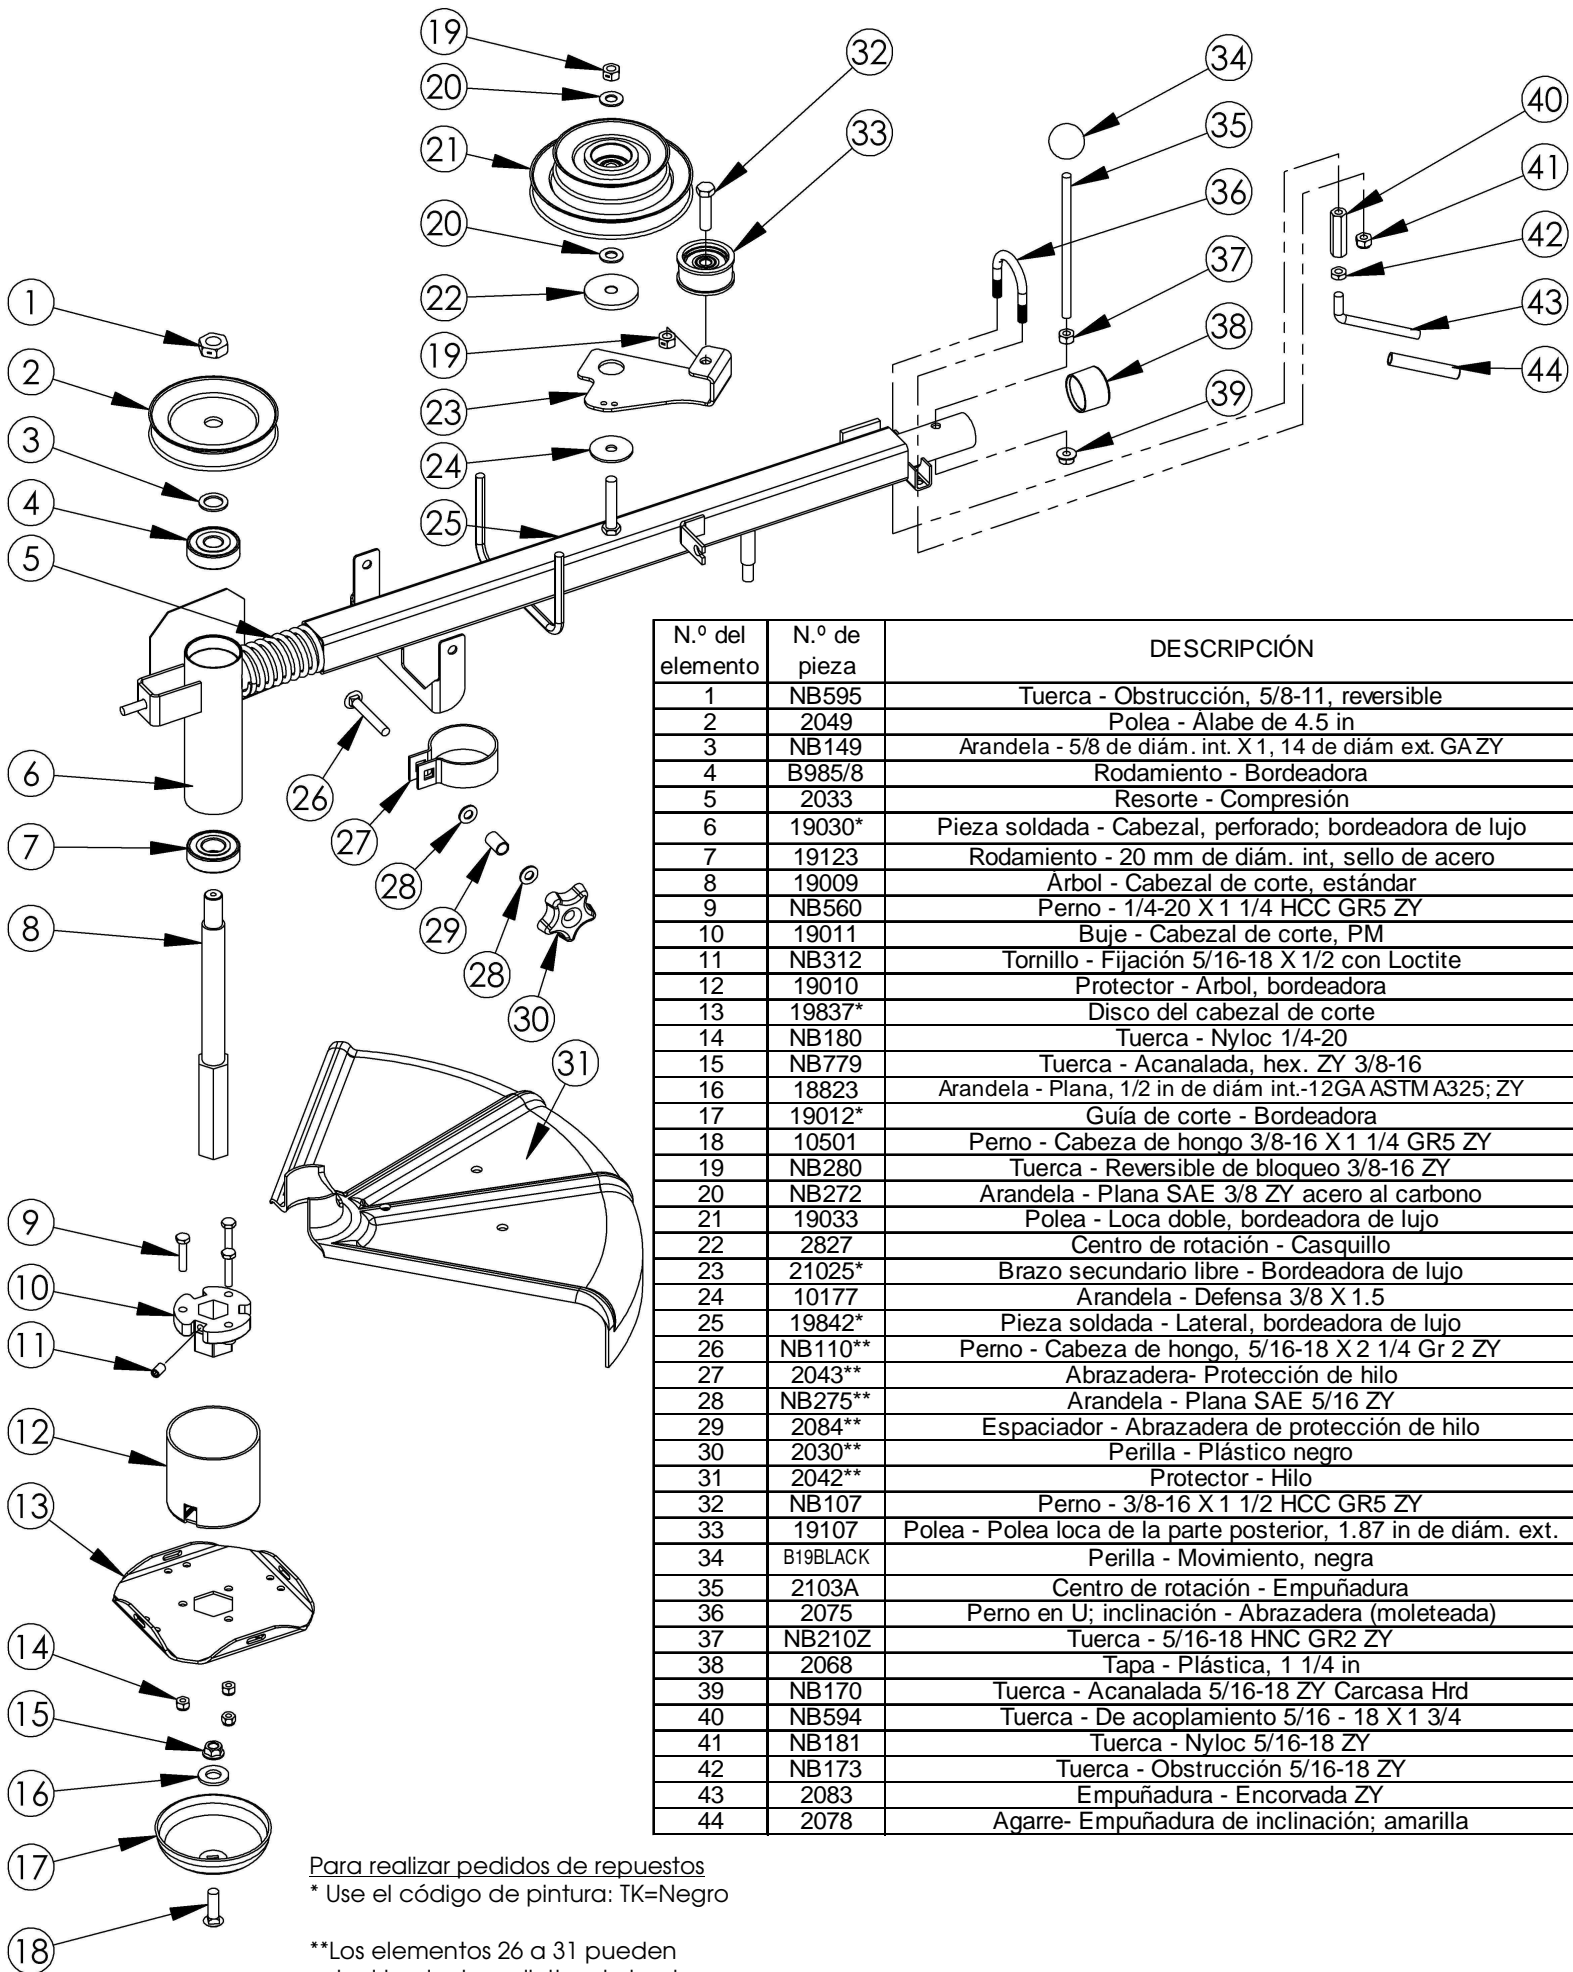 19
20
21
20
22
19
23
24
25
32
33
34
35
36
37
38
39
40
41
42
43
44
1
2
3
4
5
6
7
8
9
10
11
12
13
14
15
16
17
18
26
27
28
29
28
30
31
N.º del elemento N.º de pieza DESCRIPCIÓN
1 NB595 Tuerca - Obstrucción, 5/8-11, reversible
2 2049 Polea - Álabe de 4.5 in
3 NB149 Arandela - 5/8 de diám. int. X 1, 14 de diám ext. GA ZY
4 B985/8 Rodamiento - Bordeadora
5 2033 Resorte - Compresión
6 19030* Pieza soldada - Cabezal, perforado; bordeadora de lujo
7 19123 Rodamiento - 20 mm de diám. int, sello de acero
8 19009 Árbol - Cabezal de corte, estándar
9 NB560 Perno - 1/4-20 X 1 1/4 HCC GR5 ZY
10 19011 Buje - Cabezal de corte, PM
11 NB312 Tornillo - Fijación 5/16-18 X 1/2 con Loctite
12 19010 Protector - Árbol, bordeadora
13 19837* Disco del cabezal de corte
14 NB180 Tuerca - Nyloc 1/4-20
15 NB779 Tuerca - Acanalada, hex. ZY 3/8-16
16 18823 Arandela - Plana, 1/2 in de diám int.-12GA ASTM A325; ZY
17 19012* Guía de corte - Bordeadora
18 10501 Perno - Cabeza de hongo 3/8-16 X 1 1/4 GR5 ZY
19 NB280 Tuerca - Reversible de bloqueo 3/8-16 ZY
20 NB272 Arandela - Plana SAE 3/8 ZY acero al carbono
21 19033 Polea - Loca doble, bordeadora de lujo
22 2827 Centro de rotación - Casquillo
23 21025* Brazo secundario libre - Bordeadora de lujo
24 10177 Arandela - Defensa 3/8 X 1.5
25 19842* Pieza soldada - Lateral, bordeadora de lujo
26 NB110** Perno - Cabeza de hongo, 5/16-18 X 2 1/4 Gr 2 ZY
27 2043** Abrazadera- Protección de hilo
28 NB275** Arandela - Plana SAE 5/16 ZY
29 2084** Espaciador - Abrazadera de protección de hilo
30 2030** Perilla - Plástico negro
31 2042** Protector - Hilo
32 NB107 Perno - 3/8-16 X 1 1/2 HCC GR5 ZY
33 19107 Polea - Polea loca de la parte posterior, 1.87 in de diám. ext.
34 B19BLACK Perilla - Movimiento, negra
35 2103A Centro de rotación - Empuñadura
36 2075 Perno en U; inclinación - Abrazadera (moleteada)
37 NB210Z Tuerca - 5/16-18 HNC GR2 ZY
38 2068 Tapa - Plástica, 1 1/4 in
39 NB170 Tuerca - Acanalada 5/16-18 ZY Carcasa Hrd
40 NB594 Tuerca - De acoplamiento 5/16 - 18 X 1 3/4
41 NB181 Tuerca - Nyloc 5/16-18 ZY
42 NB173 Tuerca - Obstrucción 5/16-18 ZY
43 2083 Empuñadura - Encorvada ZY
44 2078 Agarre- Empuñadura de inclinación; amarilla
Para realizar pedidos de repuestos
* Use el código de pintura: TK=Negro
**Los elementos 26 a 31 pueden